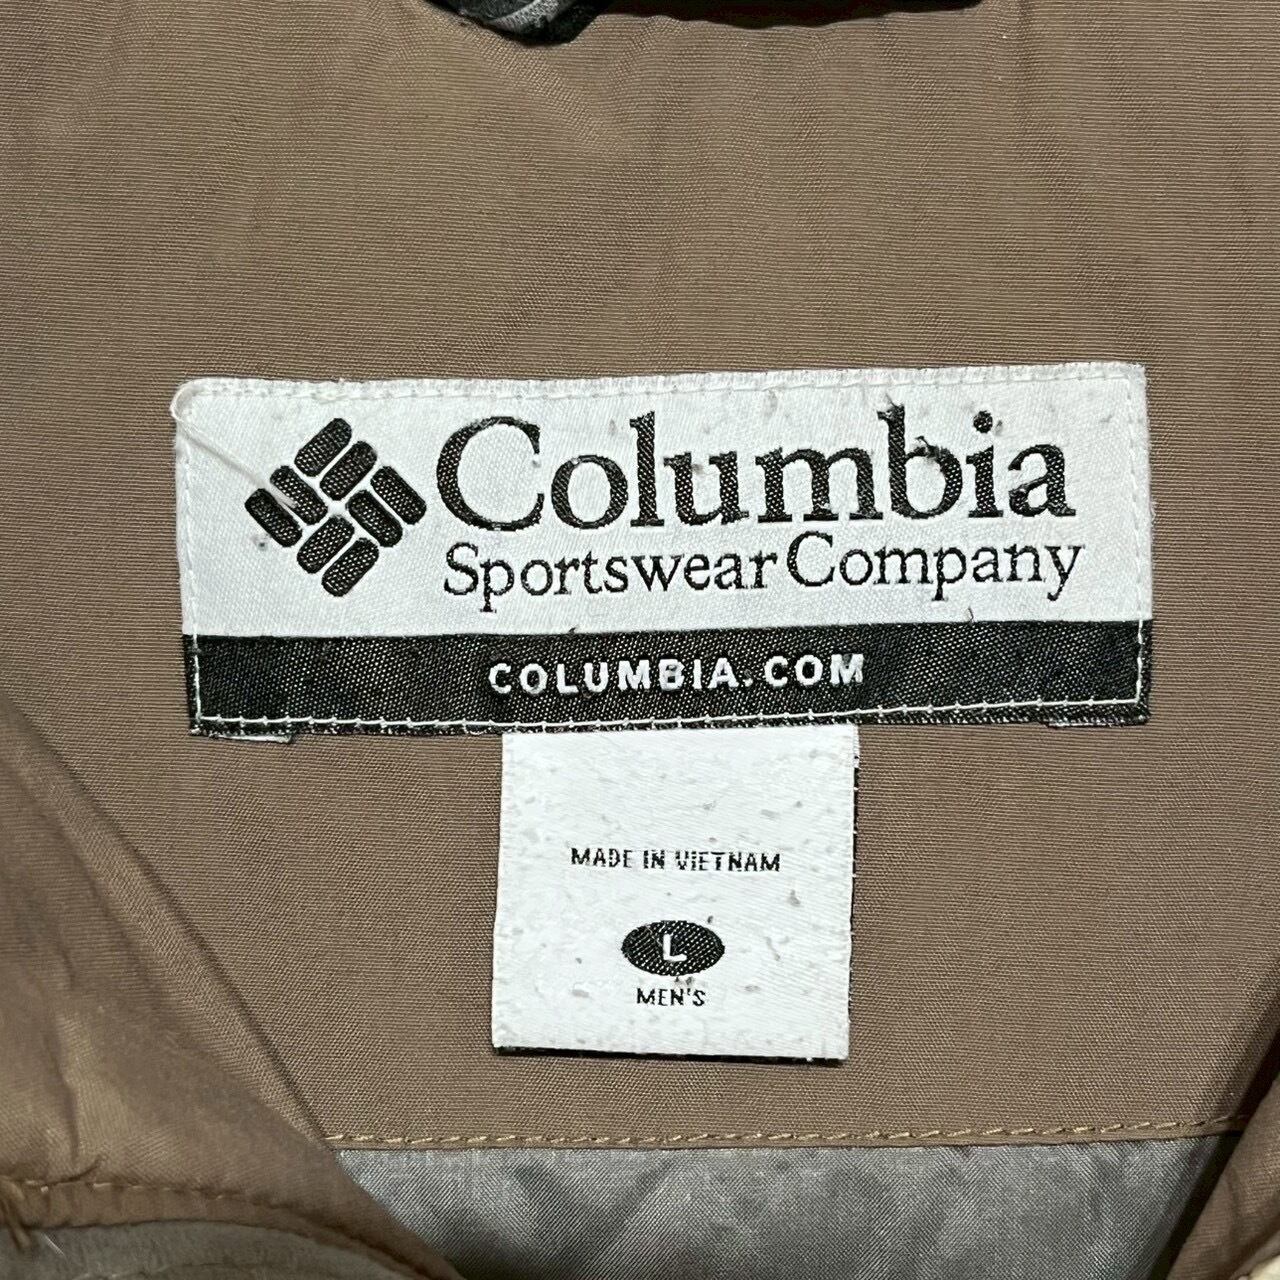 Columbia
Sportswear Company
COLUMBIA.COM
MADE IN VIETNAM
L
MEN'S